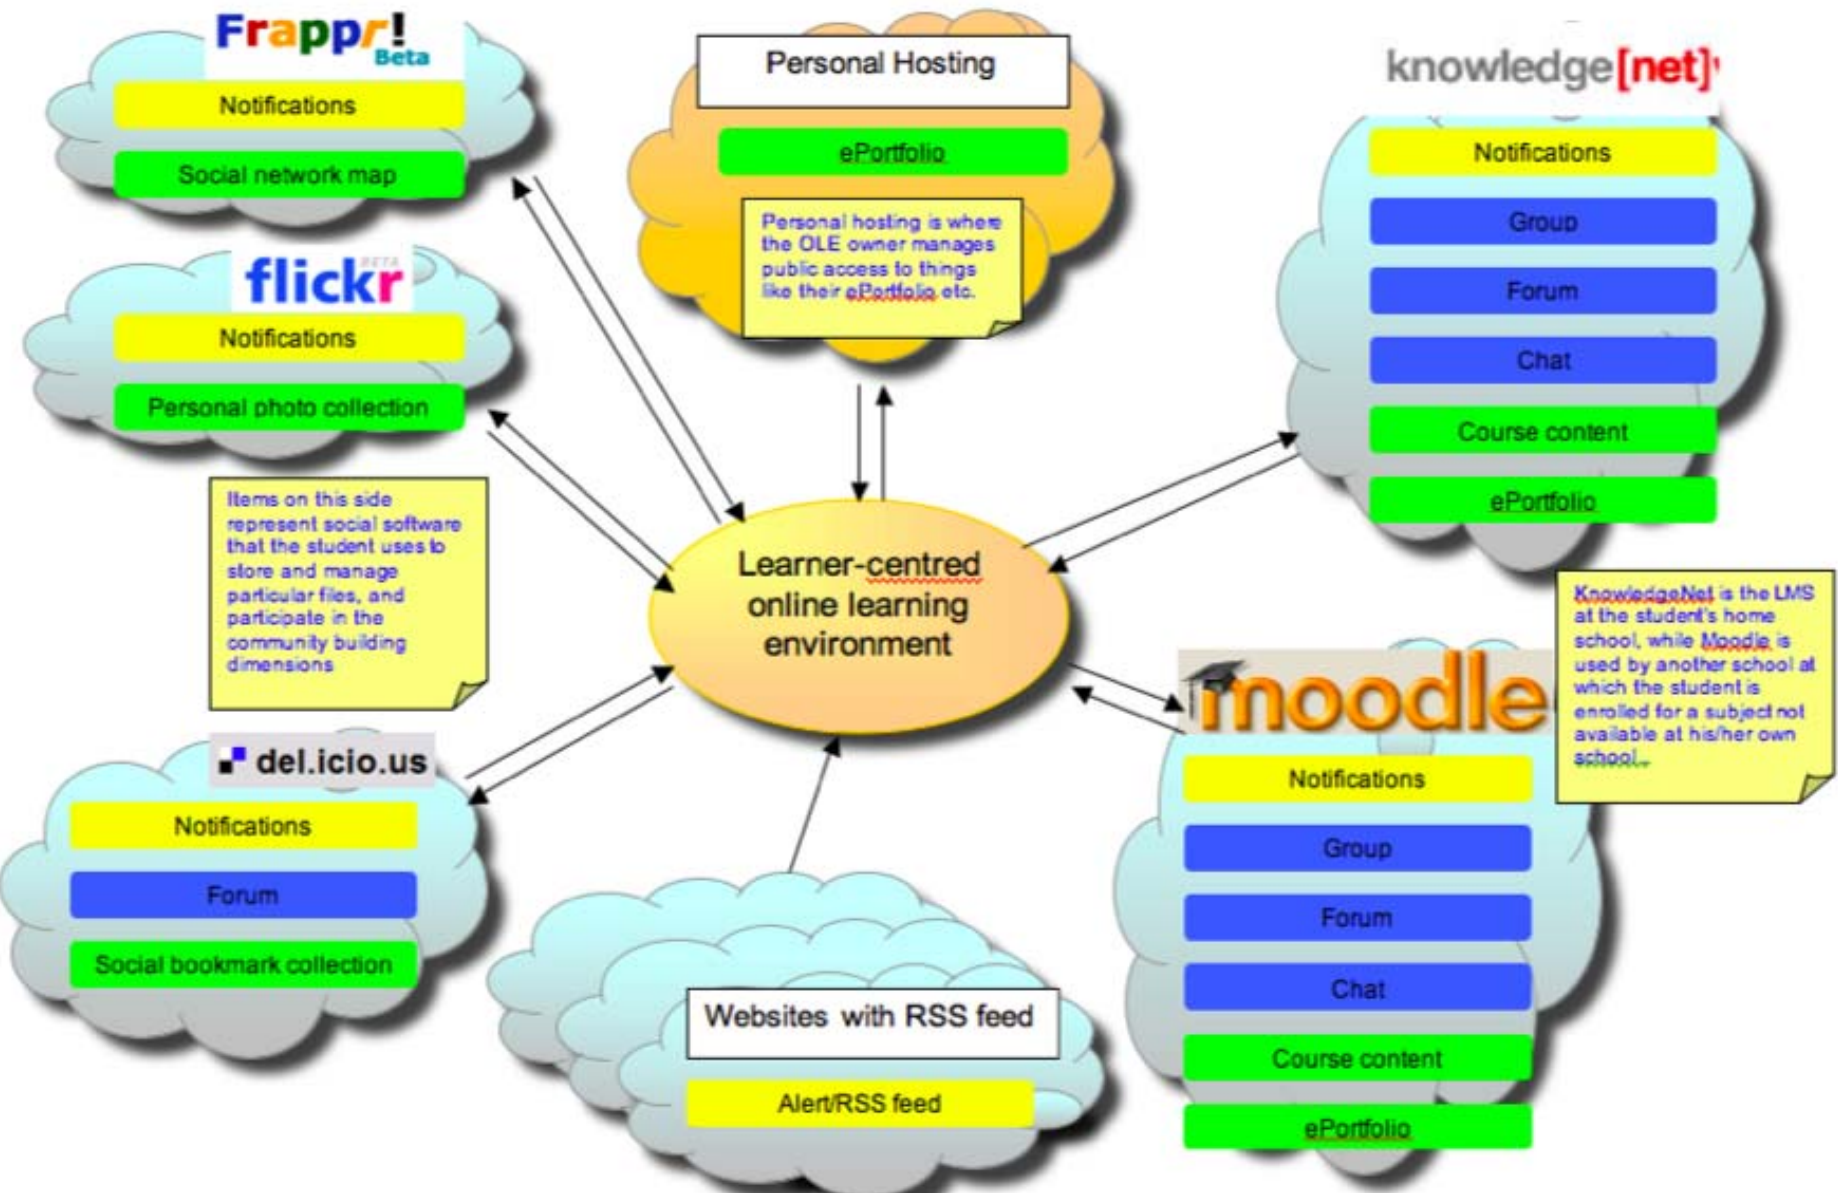 Frappr!
Beta
Notifications
Social network map
flickr
BETA
Notifications
Personal photo collection
Items on this side
represent social software
that the student uses to
store and manage
particular files, and
participate in the
community building
dimensions
del.icio.us
Notifications
Forum
Social bookmark collection
Personal Hosting
ePortfolio
Personal hosting is where
the OLE owner manages
public access to things
like their ePortfolio etc.
Learner-centred
online learning
environment
Websites with RSS feed
Alert/RSS feed
knowledge[net]
Notifications
Group
Forum
Chat
Course content
ePortfolio
KnowledgeNet is the LMS
at the student's home
school, while Moodle is
used by another school at
which the student is
enrolled for a subject not
available at his/her own
school..
moodle
Notifications
Group
Forum
Chat
Course content
ePortfolio